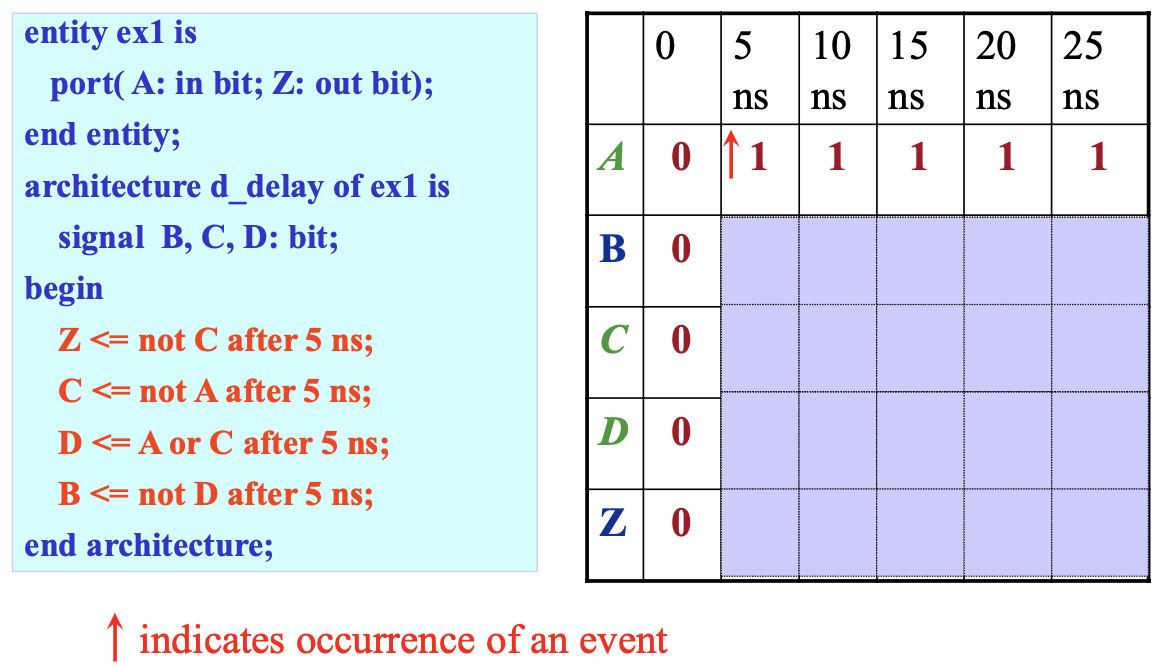 entity ex1 is
port( A: in bit; Z: out bit);
end entity;
architecture d_delay of ex1 is
signal B, C, D: bit;
begin
Z <= not C after 5 ns;
C <= not A after 5 ns;
D <= A or C after 5 ns;
B <= not D after 5 ns;
end architecture;
0 5 ns 10 ns 15 ns 20 ns 25 ns
A 0 ↑1 1 1 1 1
B 0
C 0
D 0
Z 0
↑ indicates occurrence of an event